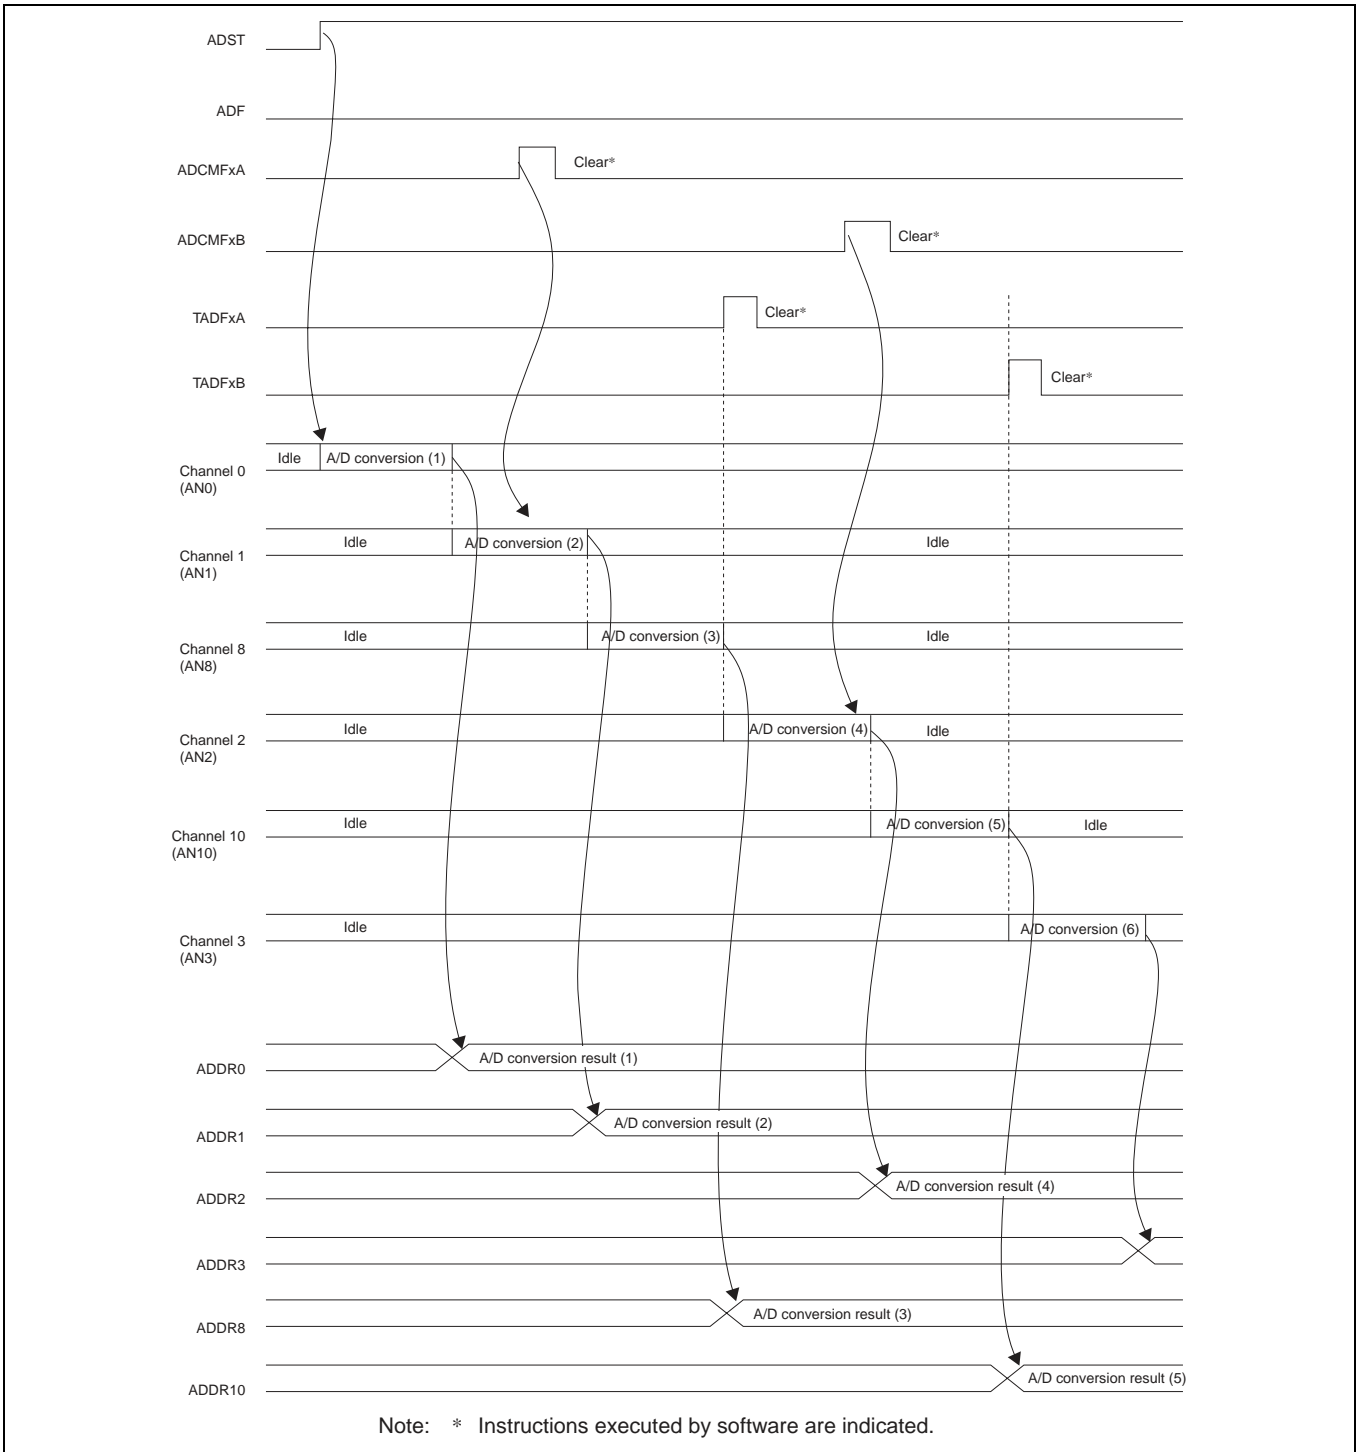 ADST
ADF
ADCMFxA
Clear*
ADCMFxB
Clear*
TADFxA
Clear*
TADFxB
Clear*
Channel 0
(AN0)
Idle
A/D conversion (1)
Channel 1
(AN1)
Idle
A/D conversion (2)
Idle
Channel 8
(AN8)
Idle
A/D conversion (3)
Idle
Channel 2
(AN2)
Idle
A/D conversion (4)
Idle
Channel 10
(AN10)
Idle
A/D conversion (5)
Idle
Channel 3
(AN3)
Idle
A/D conversion (6)
ADDR0
A/D conversion result (1)
ADDR1
A/D conversion result (2)
ADDR2
A/D conversion result (4)
ADDR3
ADDR8
A/D conversion result (3)
ADDR10
A/D conversion result (5)
Note: * Instructions executed by software are indicated.